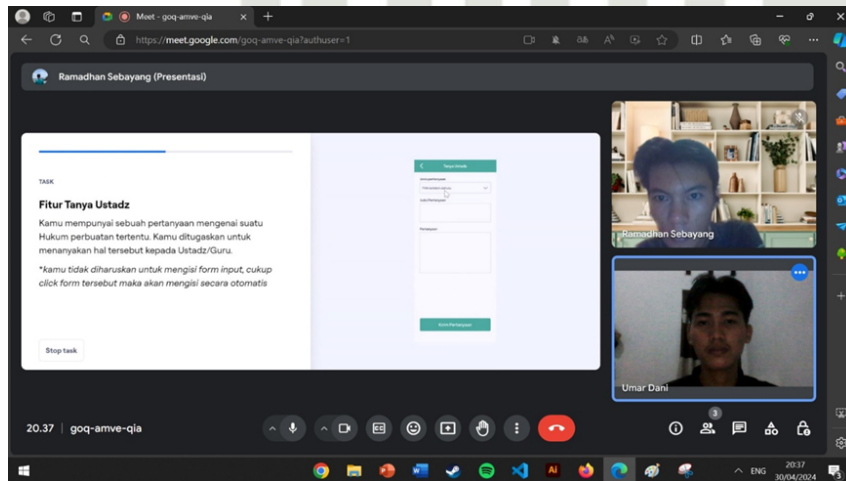 Meet - goq-amve-qia
https://meet.google.com/goq-amve-qia?authuser=1
Ramadhan Sebayang (Presentasi)
TASK
Fitur Tanya Ustadz
Kamu mempunyai sebuah pertanyaan mengenai suatu
Hukum perbuatan tertentu. Kamu ditugaskan untuk
menanyakan hal tersebut kepada Ustadz/Guru.
*kamu tidak diharuskan untuk mengisi form input, cukup
click form tersebut maka akan mengisi secara otomatis
Stop task
Tanya Ustadz
Pertanyaan
Kirim Pertanyaan
Ramadhan Sebayang
Umar Dani
20.37 | goq-amve-qia
3
ENG
20:37
30/04/2024